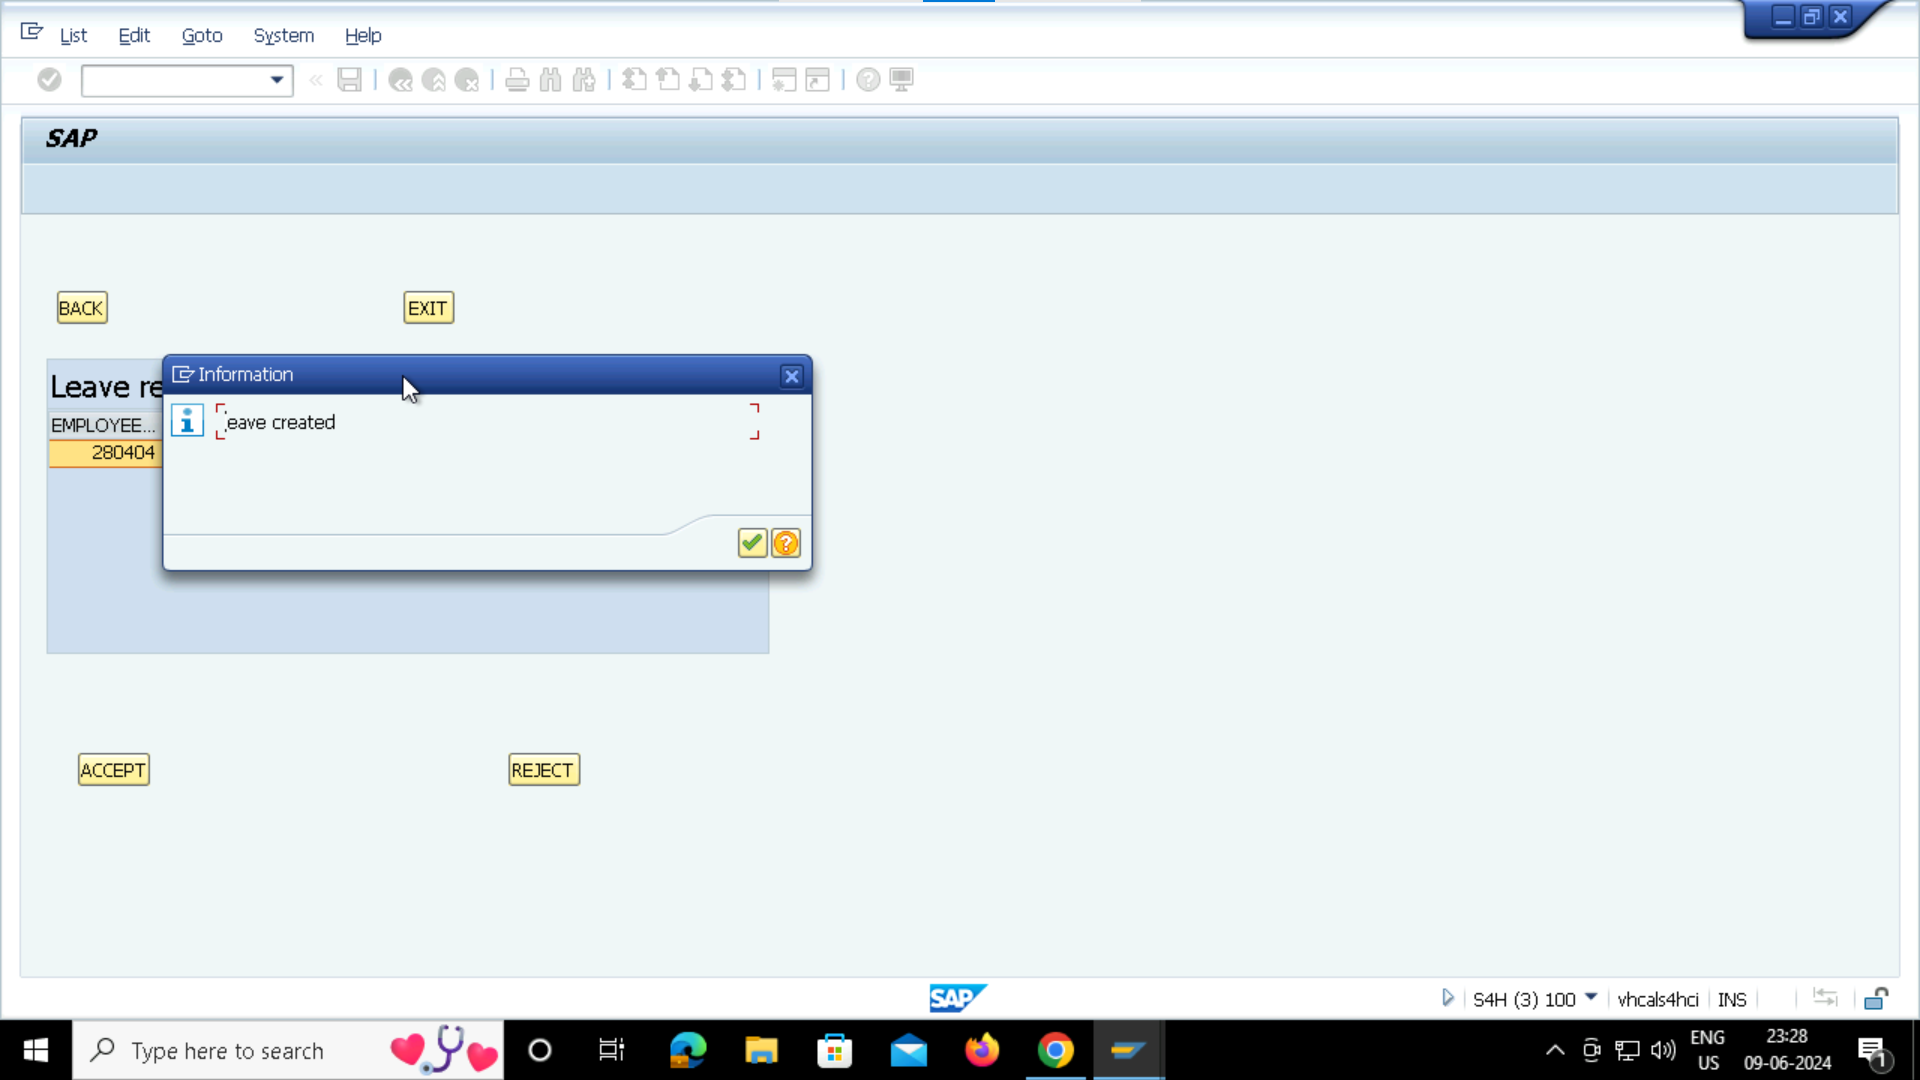 List Edit Goto System Help
SAP
BACK EXIT
Information
eave created
Leave re
EMPLOYEE...
280404
ACCEPT REJECT
SAP S4H (3) 100 vhcals4hci INS
Type here to search
ENG 23:28
US 09-06-2024
1